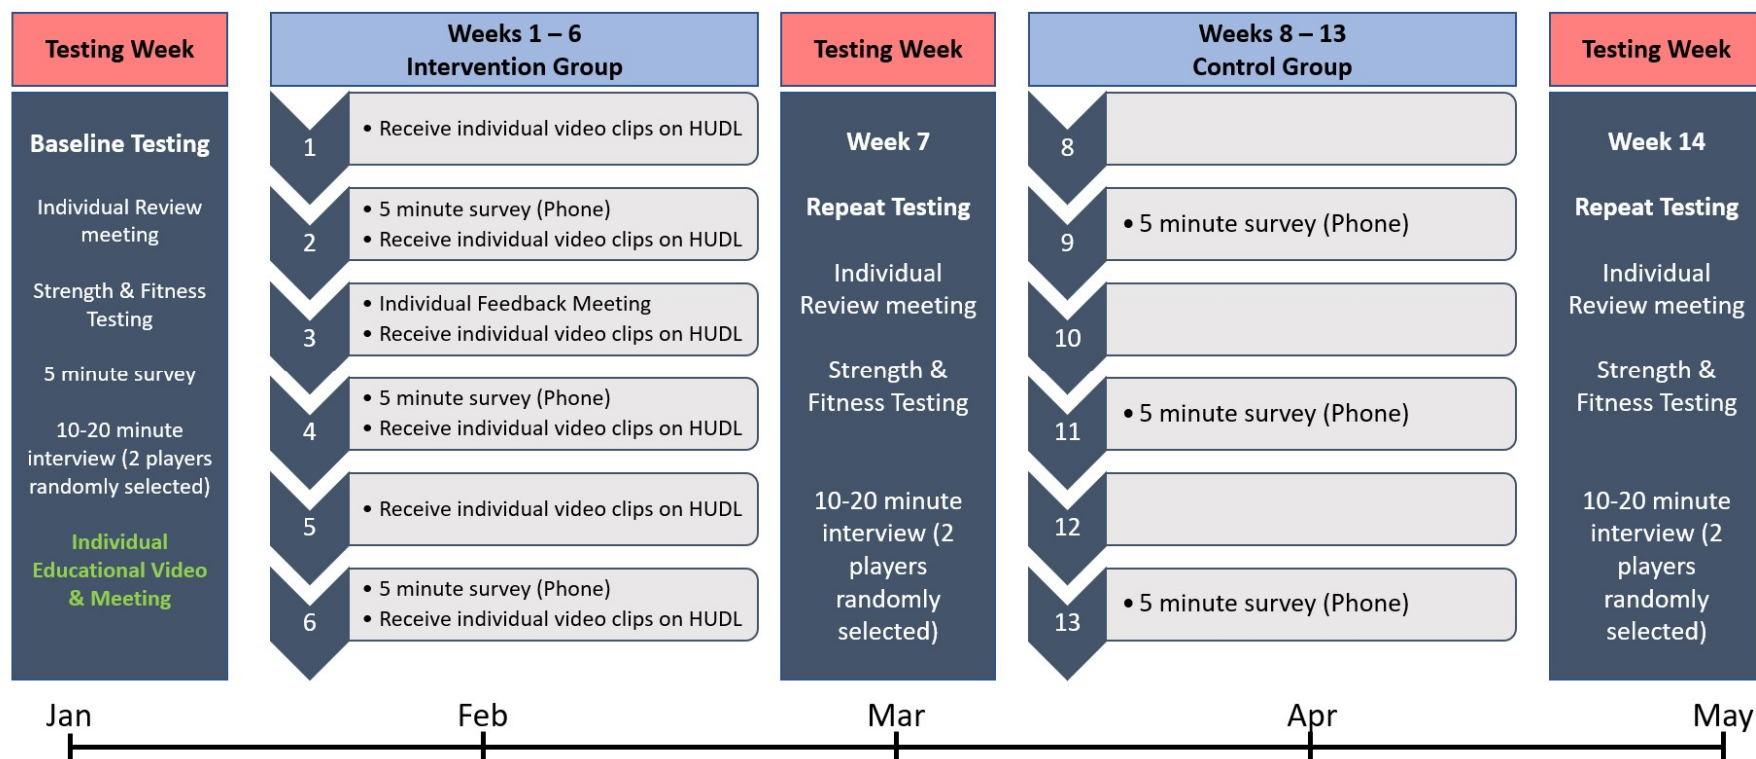 Testing Week
Baseline Testing
Individual Review
meeting
Strength & Fitness
Testing
5 minute survey
10-20 minute
interview (2 players
randomly selected)
Individual
Educational Video
& Meeting
Weeks 1 – 6
Intervention Group
1
• Receive individual video clips on HUDL
2
• 5 minute survey (Phone)
• Receive individual video clips on HUDL
3
• Individual Feedback Meeting
• Receive individual video clips on HUDL
4
• 5 minute survey (Phone)
• Receive individual video clips on HUDL
5
• Receive individual video clips on HUDL
6
• 5 minute survey (Phone)
• Receive individual video clips on HUDL
Testing Week
Week 7
Repeat Testing
Individual
Review meeting
Strength &
Fitness Testing
10-20 minute
interview (2
players
randomly
selected)
Weeks 8 – 13
Control Group
8
9
• 5 minute survey (Phone)
10
11
• 5 minute survey (Phone)
12
13
• 5 minute survey (Phone)
Testing Week
Week 14
Repeat Testing
Individual
Review meeting
Strength &
Fitness Testing
10-20 minute
interview (2
players
randomly
selected)
Jan
Feb
Mar
Apr
May